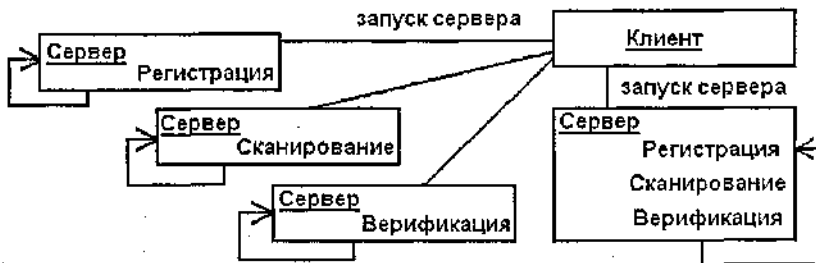 запуск сервера
Клиент
Сервер
Регистрация
запуск сервера
Сервер
Сканирование
Сервер
Регистрация
Сканирование
Верификация
Сервер
Верификация